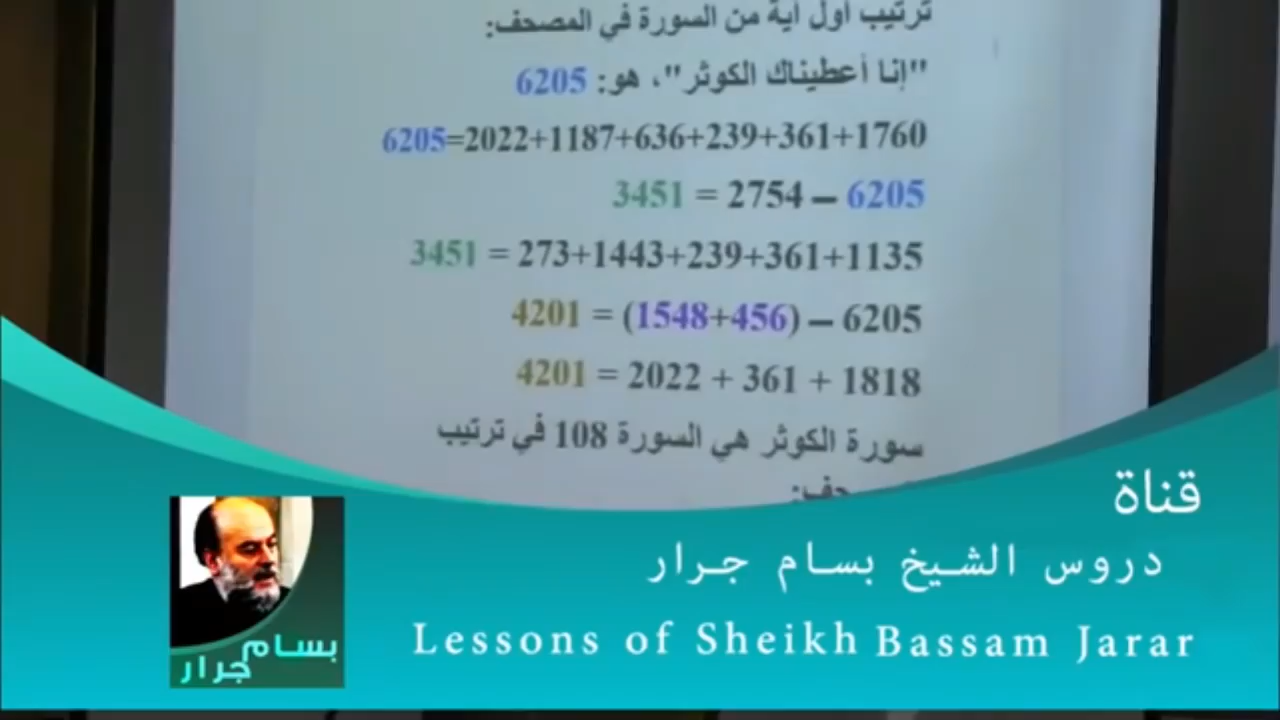 ترتيب أول آية من السورة في المصحف:
"إنا أعطيناك الكوثر"، هو: 6205
6205=2022+1187+636+239+361+1760
3451 = 2754 – 6205
3451 = 273+1443+239+361+1135
4201 = (1548+456) – 6205
4201 = 2022 + 361 + 1818
سورة الكوثر هي السورة 108 في ترتيب
قناة
دروس الشيخ بسام جرار
Lessons of Sheikh Bassam Jarar
بسام
جرار